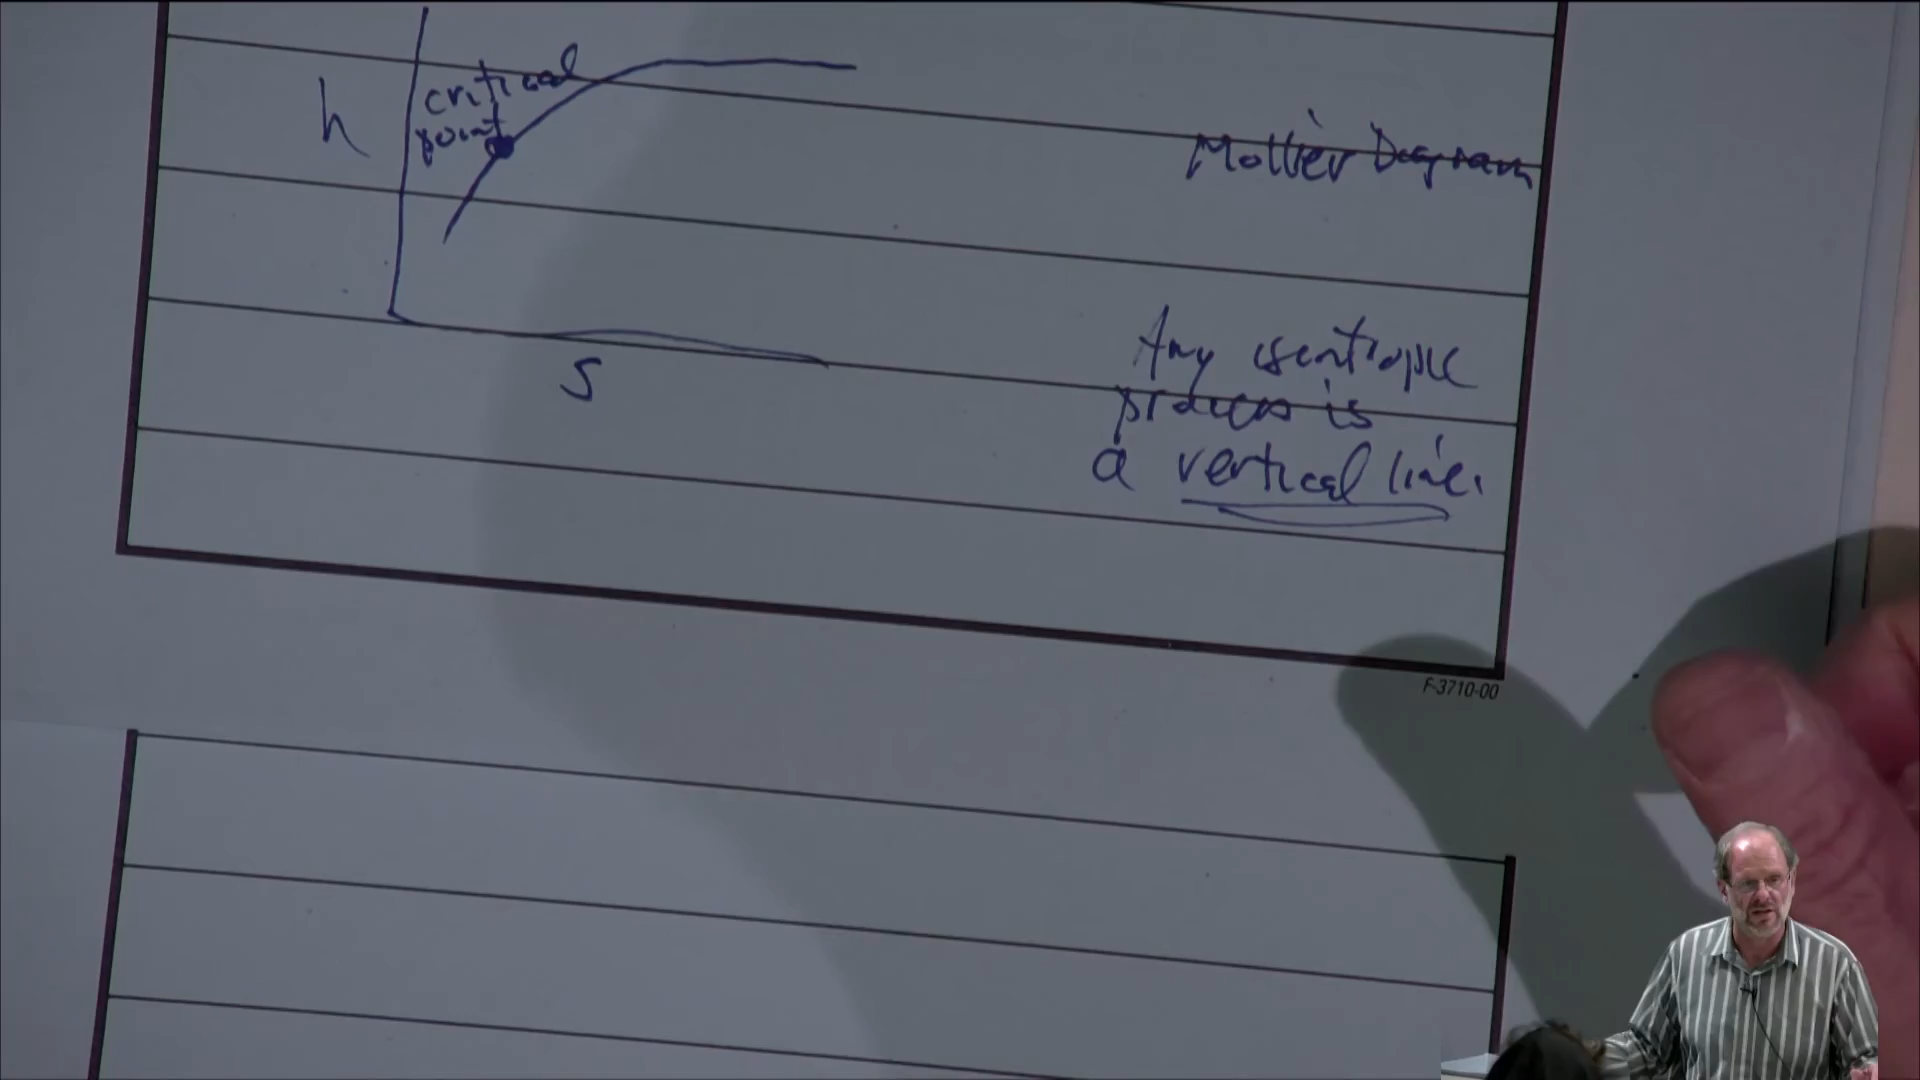 critical
point
h
Mollier Diagram
S
Any isentropic
process is
a vertical line.
F-3710-00